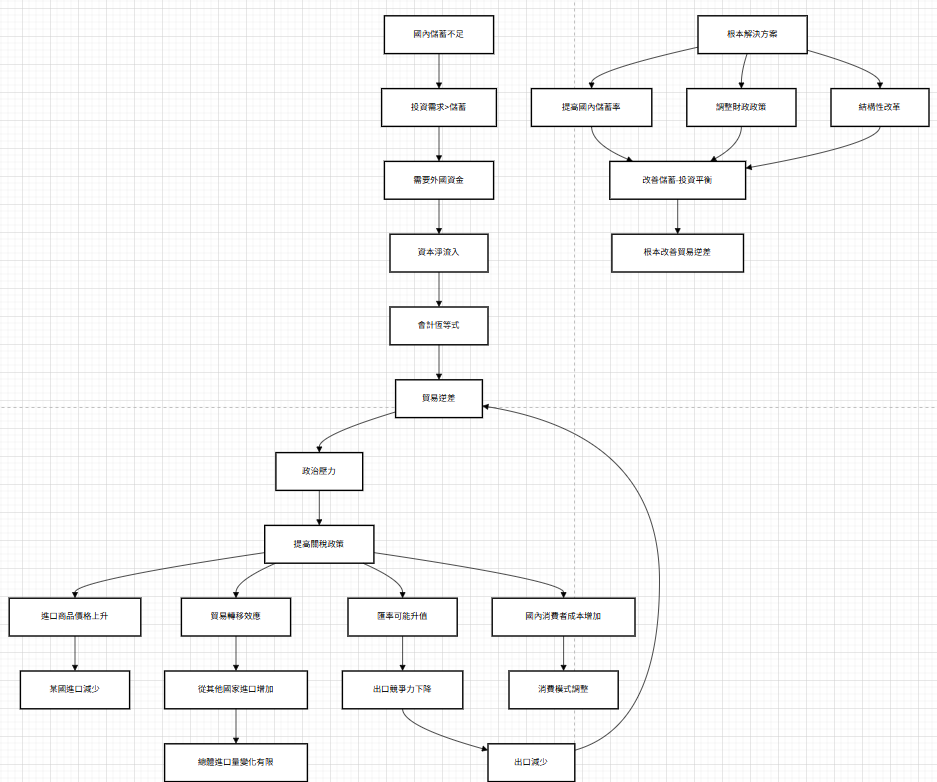 國內儲蓄不足
根本解決方案
投資需求>儲蓄
提高國內儲蓄率
調整財政政策
結構性改革
需要外國資金
改善儲蓄-投資平衡
資本淨流入
根本改善貿易逆差
會計恆等式
貿易逆差
政治壓力
提高關稅政策
進口商品價格上升
貿易轉移效應
匯率可能升值
國內消費者成本增加
某國進口減少
從其他國家進口增加
出口競爭力下降
消費模式調整
總體進口量變化有限
出口減少